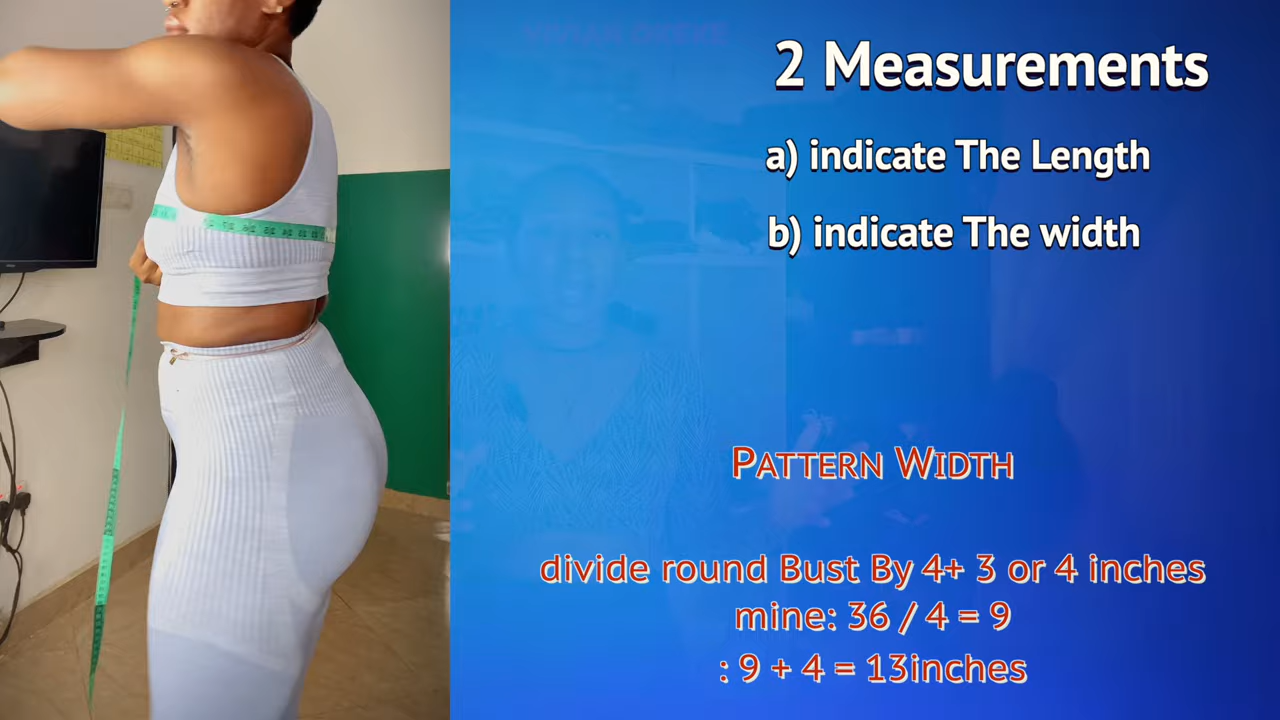 2 Measurements
a) indicate The Length
b) indicate The width
Pattern Width
divide round Bust By 4+ 3 or 4 inches
mine: 36 / 4 = 9
: 9 + 4 = 13inches